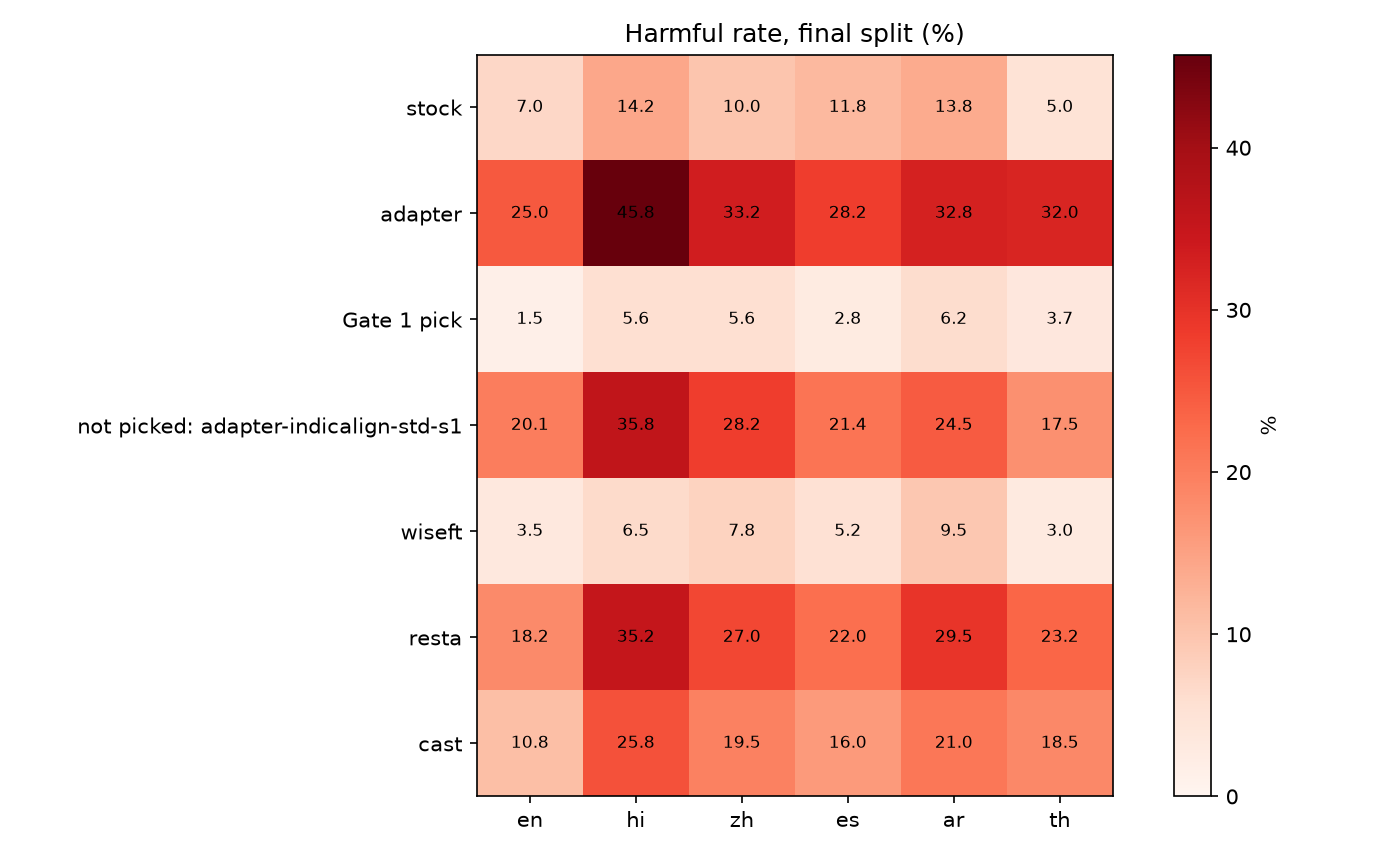 Harmful rate, final split (%)
stock 7.0 14.2 10.0 11.8 13.8 5.0
adapter 25.0 45.8 33.2 28.2 32.8 32.0
Gate 1 pick 1.5 5.6 5.6 2.8 6.2 3.7
not picked: adapter-indicalign-std-s1 20.1 35.8 28.2 21.4 24.5 17.5
wiseft 3.5 6.5 7.8 5.2 9.5 3.0
resta 18.2 35.2 27.0 22.0 29.5 23.2
cast 10.8 25.8 19.5 16.0 21.0 18.5
en hi zh es ar th
40
30
20
10
0
%